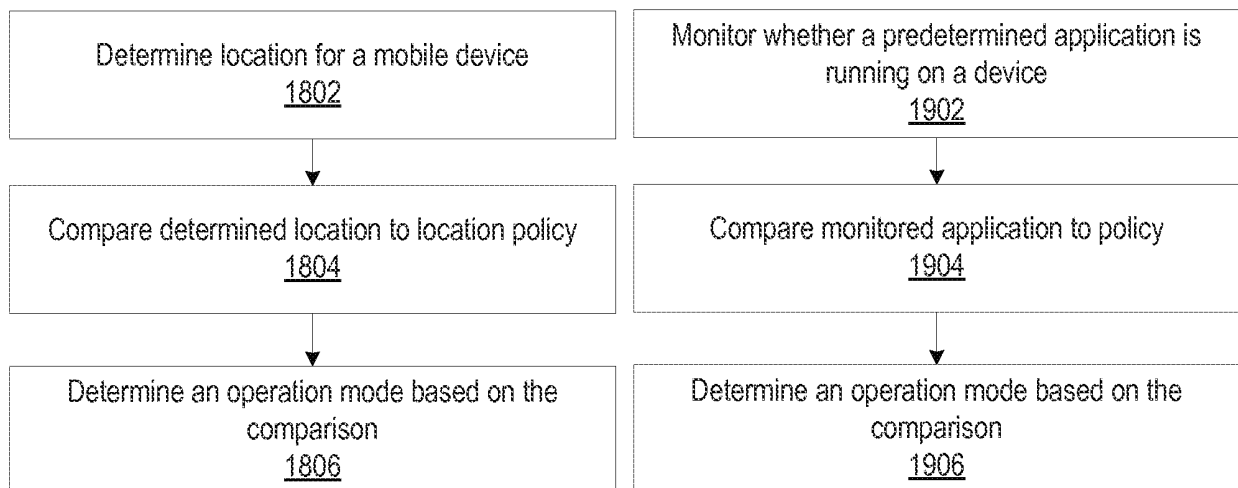 Determine location for a mobile device
1802
Compare determined location to location policy
1804
Determine an operation mode based on the
comparison
1806
Monitor whether a predetermined application is
running on a device
1902
Compare monitored application to policy
1904
Determine an operation mode based on the
comparison
1906